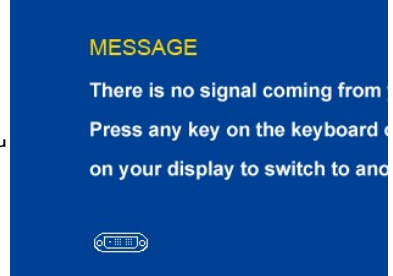 MESSAGE
There is no signal coming from
Press any key on the keyboard
on your display to switch to